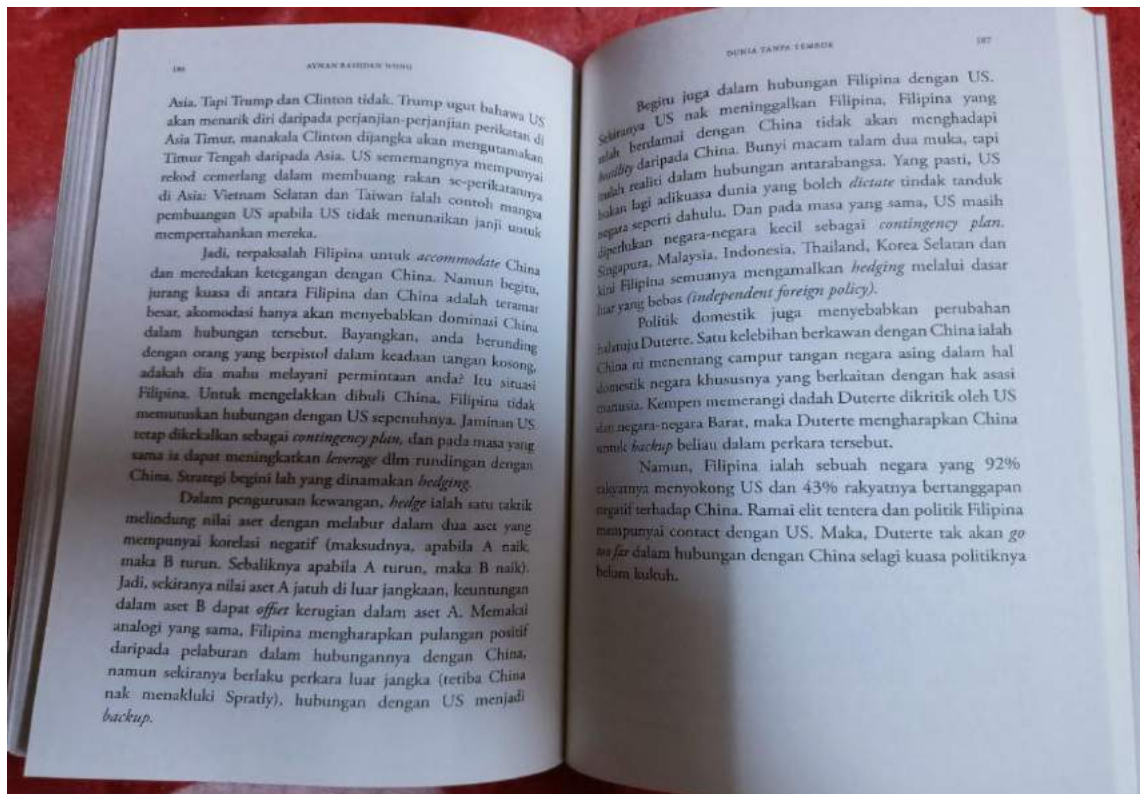 186
AYMAN RASHDAN WONG
Asia. Tapi Trump dan Clinton tidak. Trump ugut bahawa US
akan menarik diri daripada perjanjian-perjanjian perikatan di
Asia Timur, manakala Clinton dijangka akan mengutamakan
Timur Tengah daripada Asia. US sememangnya mempunyai
rekod cemerlang dalam membuang rakan se-perikatannya
di Asia: Vietnam Selatan dan Taiwan ialah contoh mangsa
pembuangan US apabila US tidak menunaikan janji untuk
mempertahankan mereka.
Jadi, terpaksalah Filipina untuk accommodate China
dan meredakan ketegangan dengan China. Namun begitu,
jurang kuasa di antara Filipina dan China adalah teramat
besar, akomodasi hanya akan menyebabkan dominasi China
dalam hubungan tersebut. Bayangkan, anda berunding
dengan orang yang berpistol dalam keadaan tangan kosong,
adakah dia mahu melayani permintaan anda? Itu situasi
Filipina. Untuk mengelakkan dibuli China, Filipina tidak
memutuskan hubungan dengan US sepenuhnya. Jaminan US
tetap dikekalkan sebagai contingency plan, dan pada masa yang
sama ia dapat meningkatkan leverage dlm rundingan dengan
China. Strategi begini lah yang dinamakan hedging.
Dalam pengurusan kewangan, hedge ialah satu taktik
melindung nilai aset dengan melabur dalam dua aset yang
mempunyai korelasi negatif (maksudnya, apabila A naik,
maka B turun. Sebaliknya apabila A turun, maka B naik).
Jadi, sekiranya nilai aset A jatuh di luar jangkaan, keuntungan
dalam aset B dapat offset kerugian dalam aset A. Memakai
analogi yang sama, Filipina mengharapkan pulangan positif
daripada pelaburan dalam hubungannya dengan China,
namun sekiranya berlaku perkara luar jangka (tetiba China
nak menakluki Spratly), hubungan dengan US menjadi
backup.
DUNIA TANPA TEMBOK
187
Begitu juga dalam hubungan Filipina dengan US.
Sekiranya US nak meninggalkan Filipina, Filipina yang
telah berdamai dengan China tidak akan menghadapi
hostility daripada China. Bunyi macam talam dua muka, tapi
itulah realiti dalam hubungan antarabangsa. Yang pasti, US
bukan lagi adikuasa dunia yang boleh dictate tindak tanduk
negara seperti dahulu. Dan pada masa yang sama, US masih
diperlukan negara-negara kecil sebagai contingency plan.
Singapura, Malaysia, Indonesia, Thailand, Korea Selatan dan
kini Filipina semuanya mengamalkan hedging melalui dasar
luar yang bebas (independent foreign policy).
Politik domestik juga menyebabkan perubahan
halatuju Duterte. Satu kelebihan berkawan dengan China ialah
China ni menentang campur tangan negara asing dalam hal
domestik negara khususnya yang berkaitan dengan hak asasi
manusia. Kempen memerangi dadah Duterte dikritik oleh US
dan negara-negara Barat, maka Duterte mengharapkan China
untuk backup beliau dalam perkara tersebut.
Namun, Filipina ialah sebuah negara yang 92%
rakyatnya menyokong US dan 43% rakyatnya bertanggapan
negatif terhadap China. Ramai elit tentera dan politik Filipina
mempunyai contact dengan US. Maka, Duterte tak akan go
too far dalam hubungan dengan China selagi kuasa politiknya
belum kukuh.